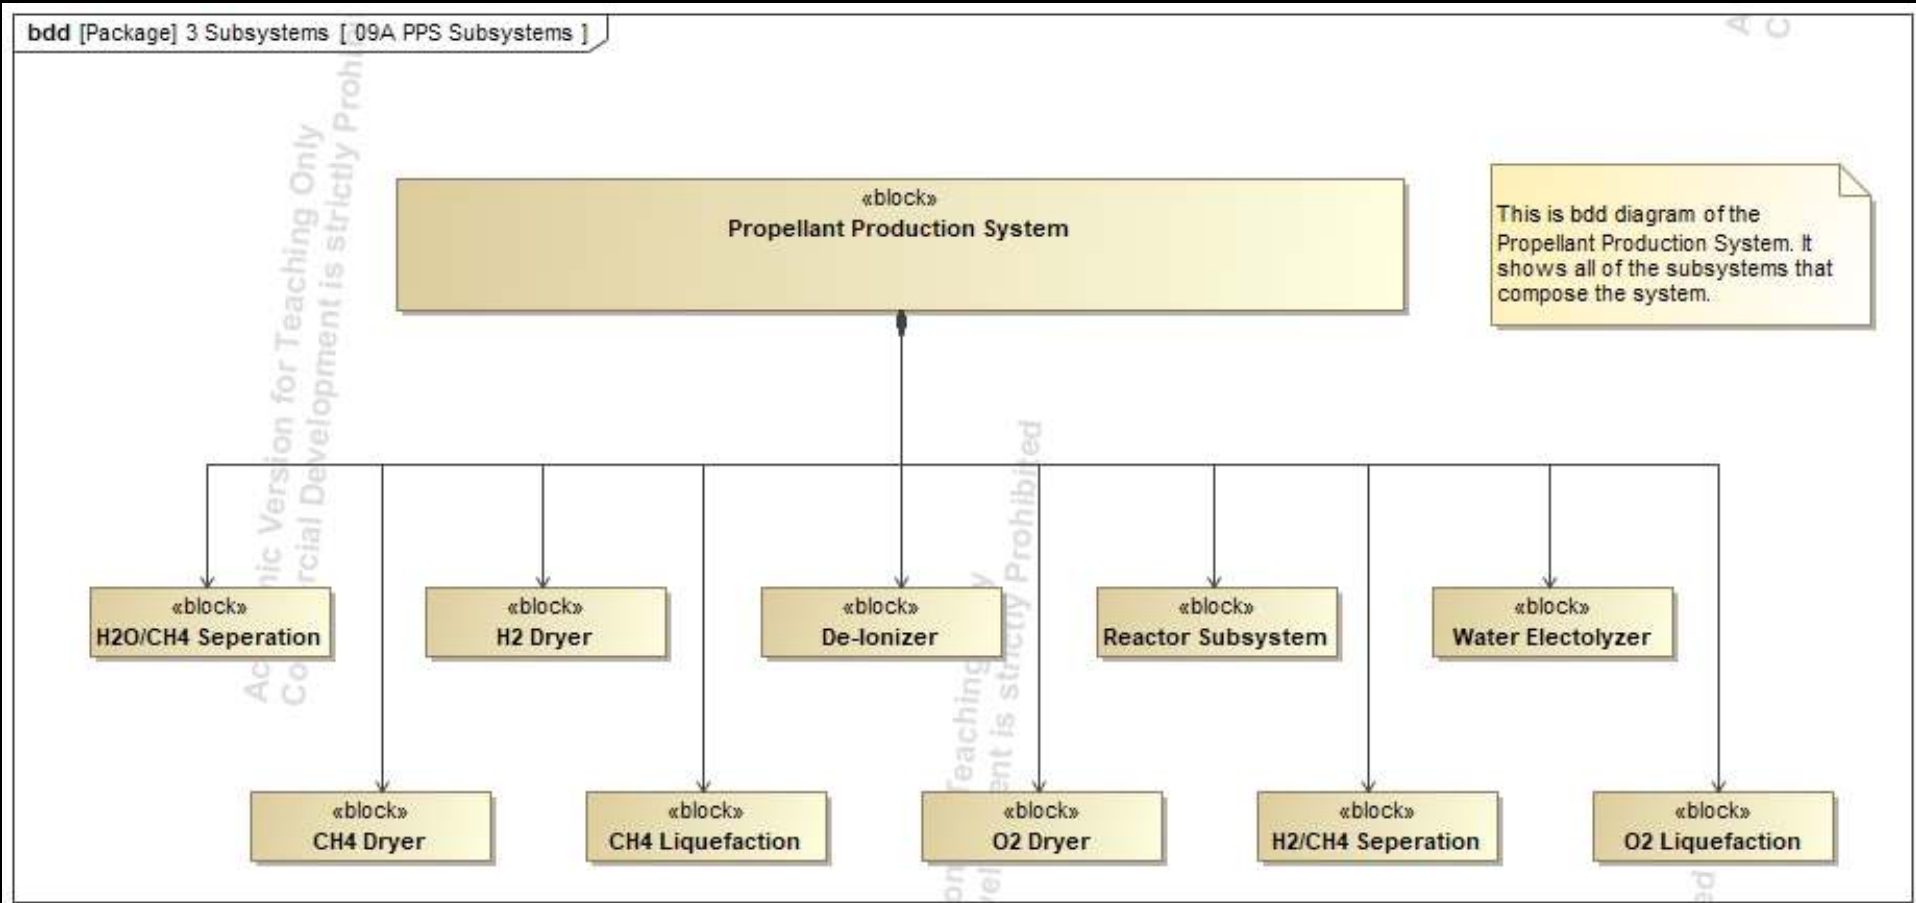 bdd [Package] 3 Subsystems [ 09A PPS Subsystems ]
«block»
Propellant Production System
This is bdd diagram of the
Propellant Production System. It
shows all of the subsystems that
compose the system.
«block»
H2O/CH4 Seperation
«block»
H2 Dryer
«block»
De-Ionizer
«block»
Reactor Subsystem
«block»
Water Electolyzer
«block»
CH4 Dryer
«block»
CH4 Liquefaction
«block»
O2 Dryer
«block»
H2/CH4 Seperation
«block»
O2 Liquefaction
Version for Teaching Only
Development is strictly
is strictly Prohibited